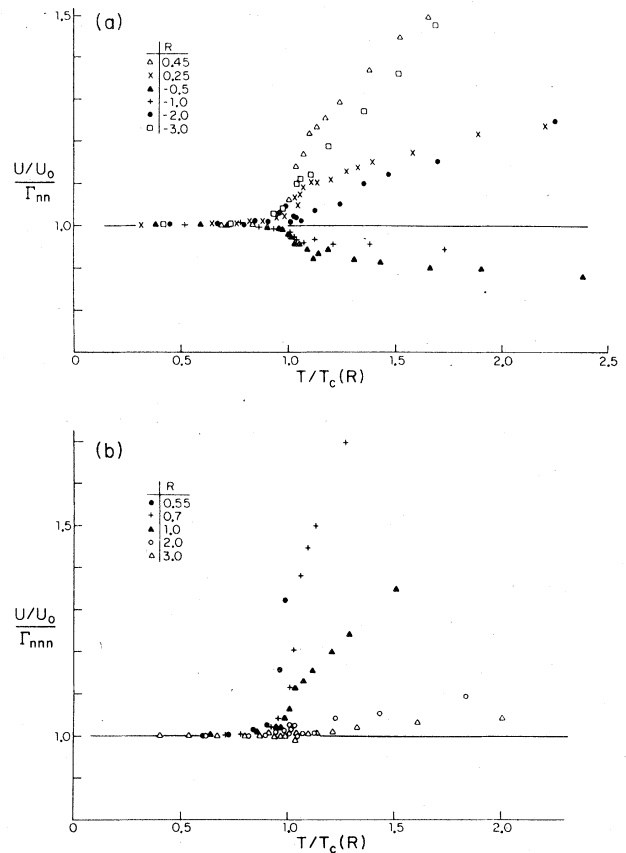 (a)
1.5
R
△ 0.45
x 0.25
▲ -0.5
+ -1.0
● -2.0
□ -3.0
U/U₀
Γnn
1.0
0 0.5 1.0 1.5 2.0 2.5
T/Tc(R)
(b)
R
● 0.55
+ 0.7
▲ 1.0
○ 2.0
△ 3.0
1.5
U/U₀
Γnnn
1.0
0 0.5 1.0 1.5 2.0
T/Tc(R)